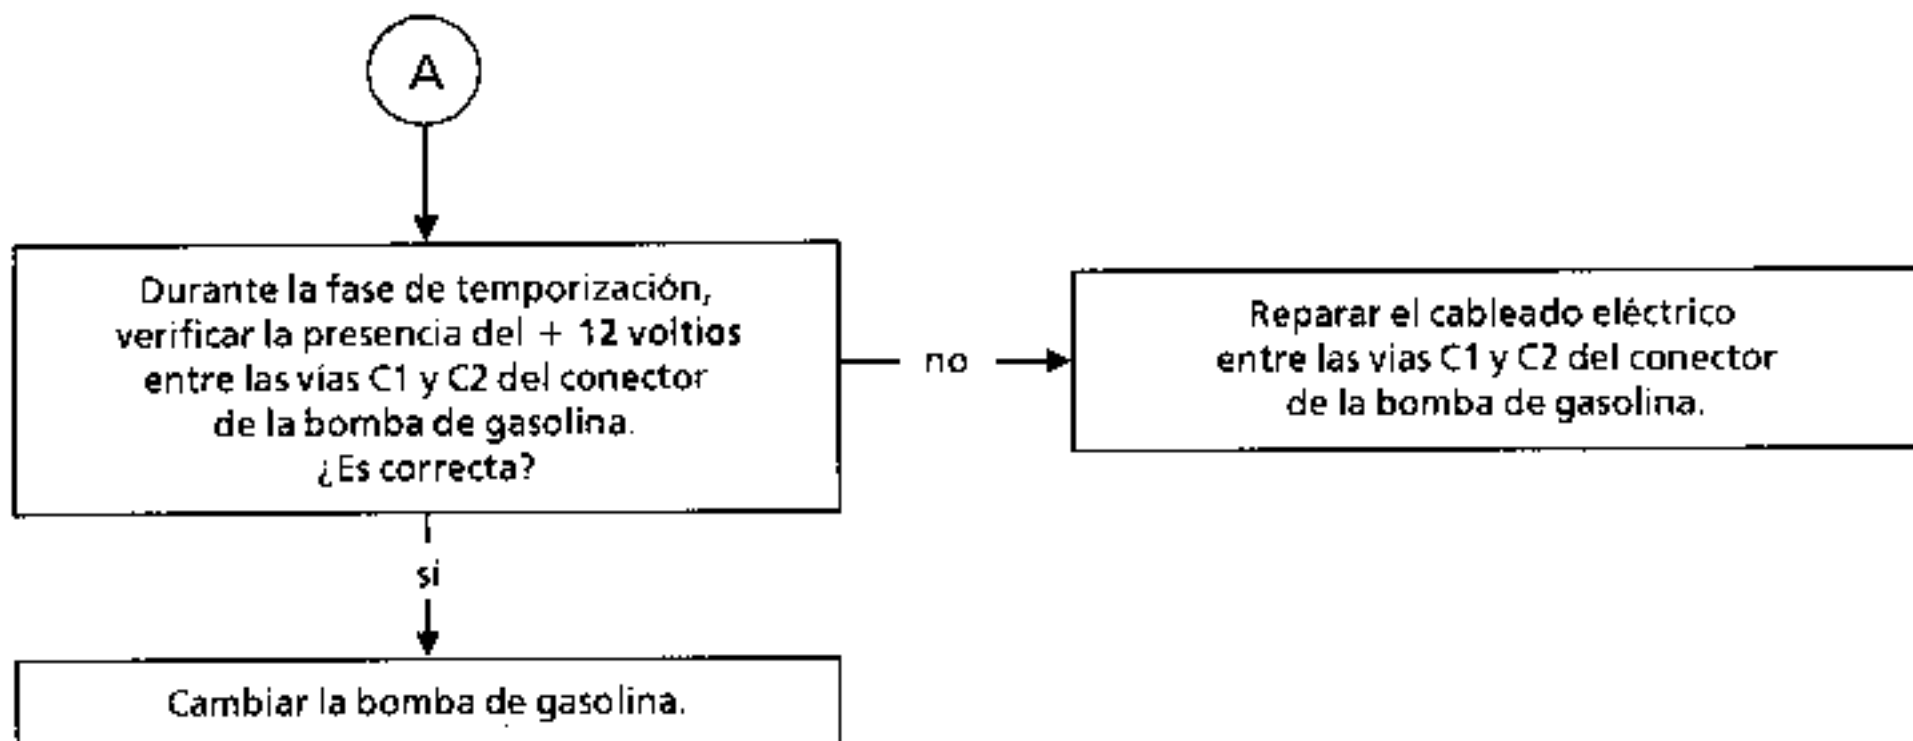 A
Durante la fase de temporización,
verificar la presencia del + 12 voltios
entre las vías C1 y C2 del conector
de la bomba de gasolina.
¿Es correcta?
no
Reparar el cableado eléctrico
entre las vías C1 y C2 del conector
de la bomba de gasolina.
si
Cambiar la bomba de gasolina.